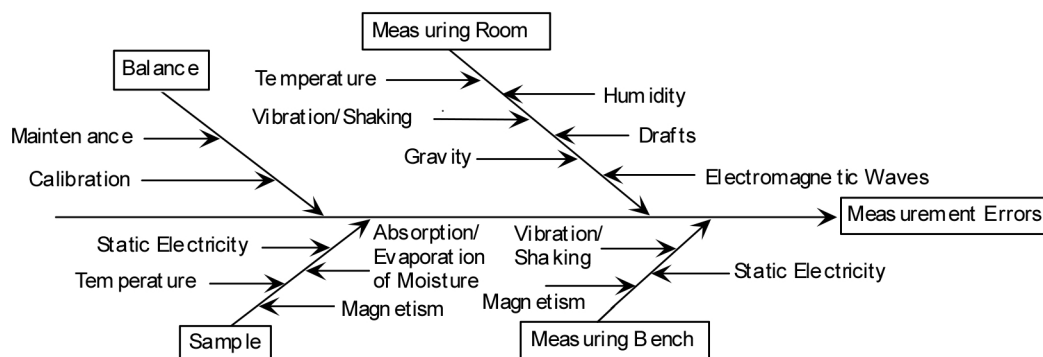 Measuring Room
Balance
Temperature
Humidity
Vibration/Shaking
Maintenance
Drafts
Gravity
Calibration
Electromagnetic Waves
Measurement Errors
Static Electricity
Absorption/
Evaporation
of Moisture
Vibration/
Shaking
Temperature
Static Electricity
Magnetism
Magnetism
Sample
Measuring Bench